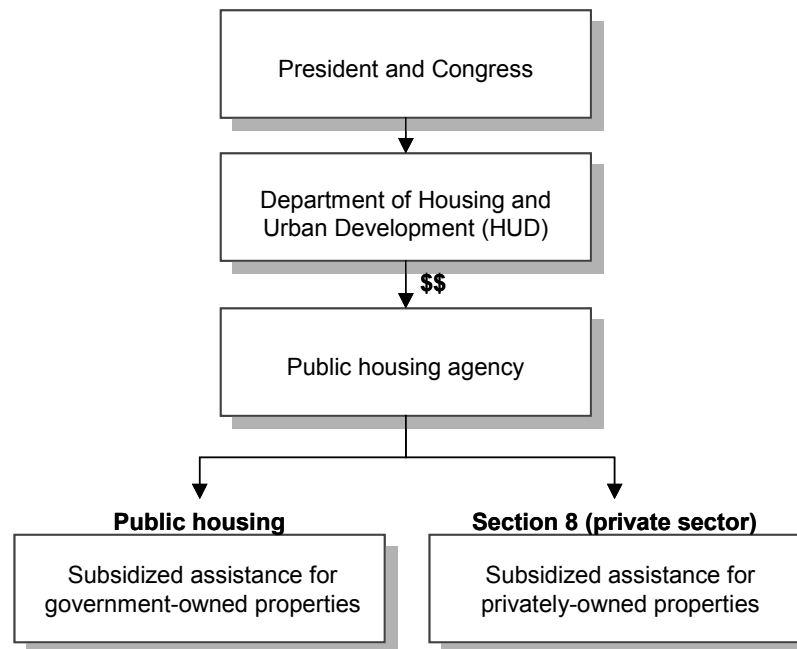 President and Congress
Department of Housing and
Urban Development (HUD)
$$
Public housing agency
Public housing
Subsidized assistance for
government-owned properties
Section 8 (private sector)
Subsidized assistance for
privately-owned properties